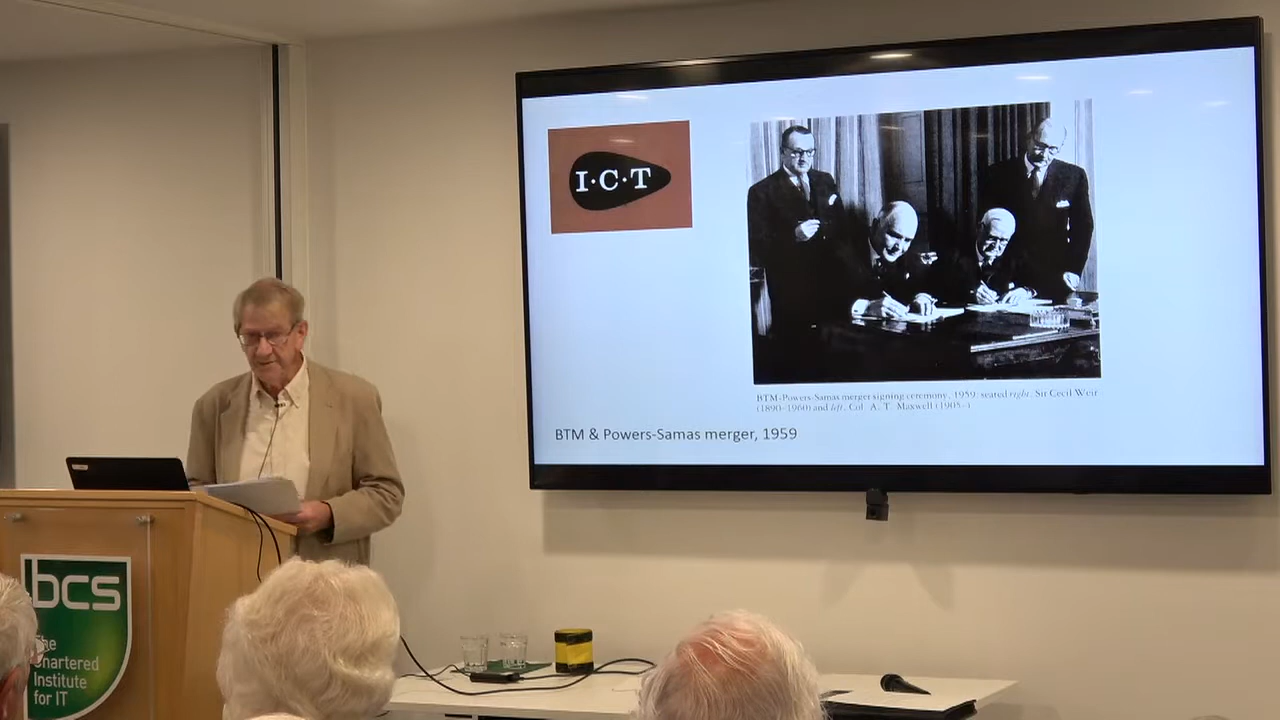 I·C·T
BTM-Powers-Samas merger signing ceremony, 1959: seated right, Sir Cecil Weir
(1890–1960) and left, Col. A. T. Maxwell (1905– )
BTM & Powers-Samas merger, 1959
bcs
The
Chartered
Institute
for IT